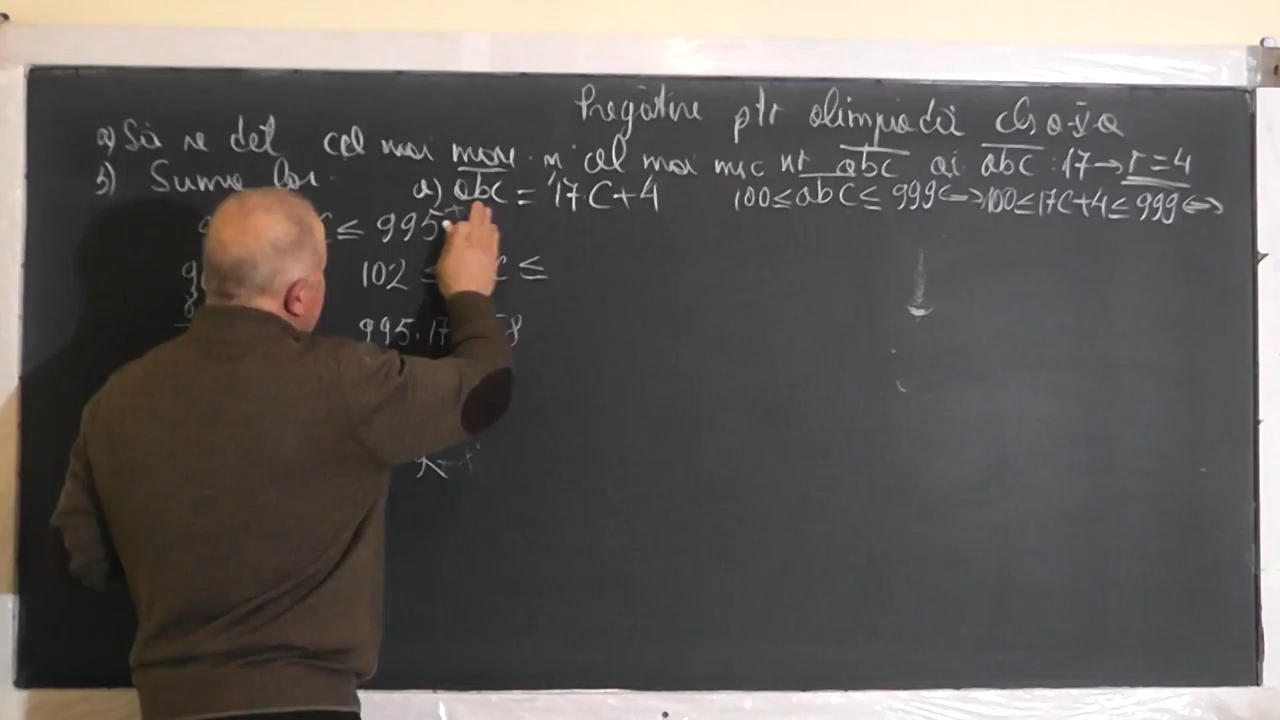 Pregătire ptr olimpiadă cls a-V-a
a) Să se det cel mai mare și cel mai mic nr abc ai abc : 17 → r = 4
b) Suma lor.
a) abc = 17·C+4 100 ≤ abc ≤ 999 <=> 100 ≤ 17C+4 ≤ 999 <=>
≤ 995
102 ≤ ≤
995:17 58